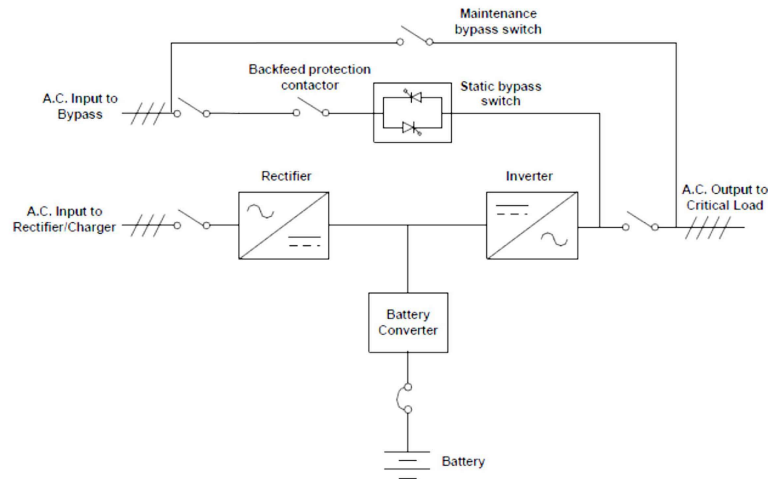 Maintenance
bypass switch
Backfeed protection
contactor
Static bypass
switch
A.C. Input to
Bypass
Rectifier
Inverter
A.C. Output to
Critical Load
A.C. Input to
Rectifier/Charger
Battery
Converter
Battery